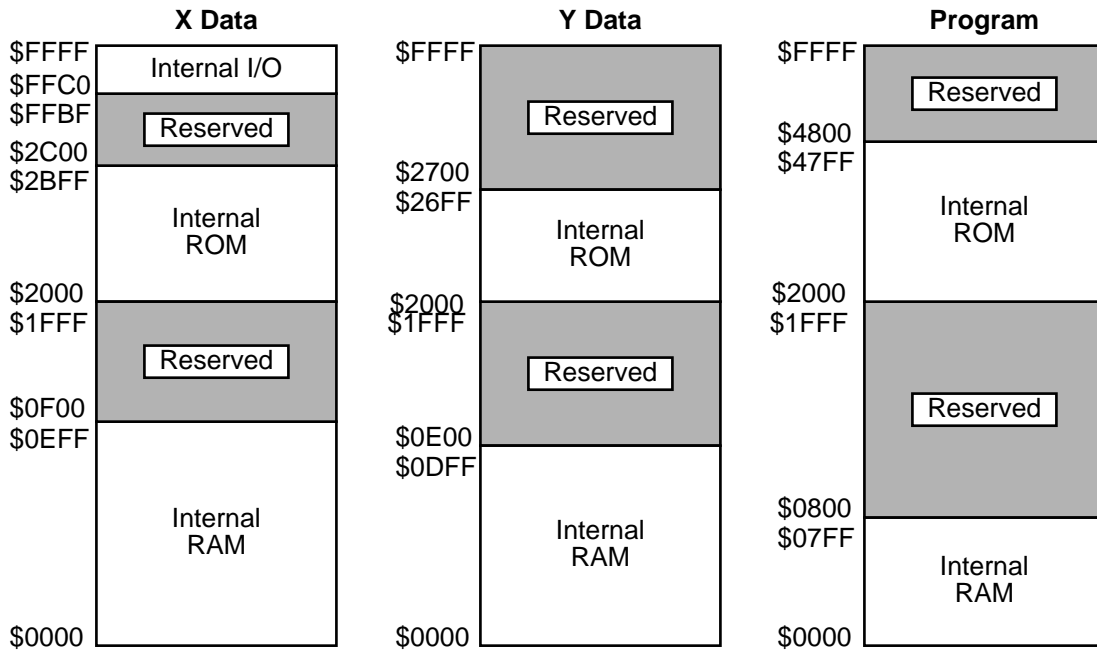 X Data
$FFFF
Internal I/O
$FFC0
$FFBF
Reserved
$2C00
$2BFF
Internal
ROM
$2000
$1FFF
Reserved
$0F00
$0EFF
Internal
RAM
$0000
Y Data
$FFFF
Reserved
$2700
$26FF
Internal
ROM
$2000
$1FFF
Reserved
$0E00
$0DFF
Internal
RAM
$0000
Program
$FFFF
Reserved
$4800
$47FF
Internal
ROM
$2000
$1FFF
Reserved
$0800
$07FF
Internal
RAM
$0000